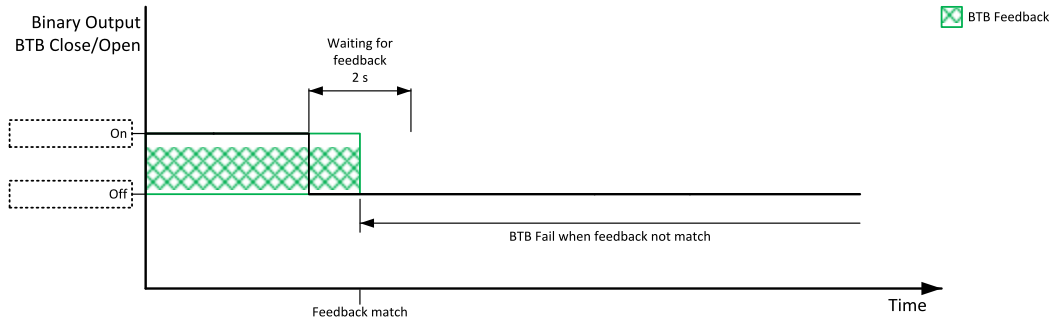 Binary Output
BTB Close/Open
BTB Feedback
Waiting for
feedback
2 s
On
Off
BTB Fail when feedback not match
Time
Feedback match